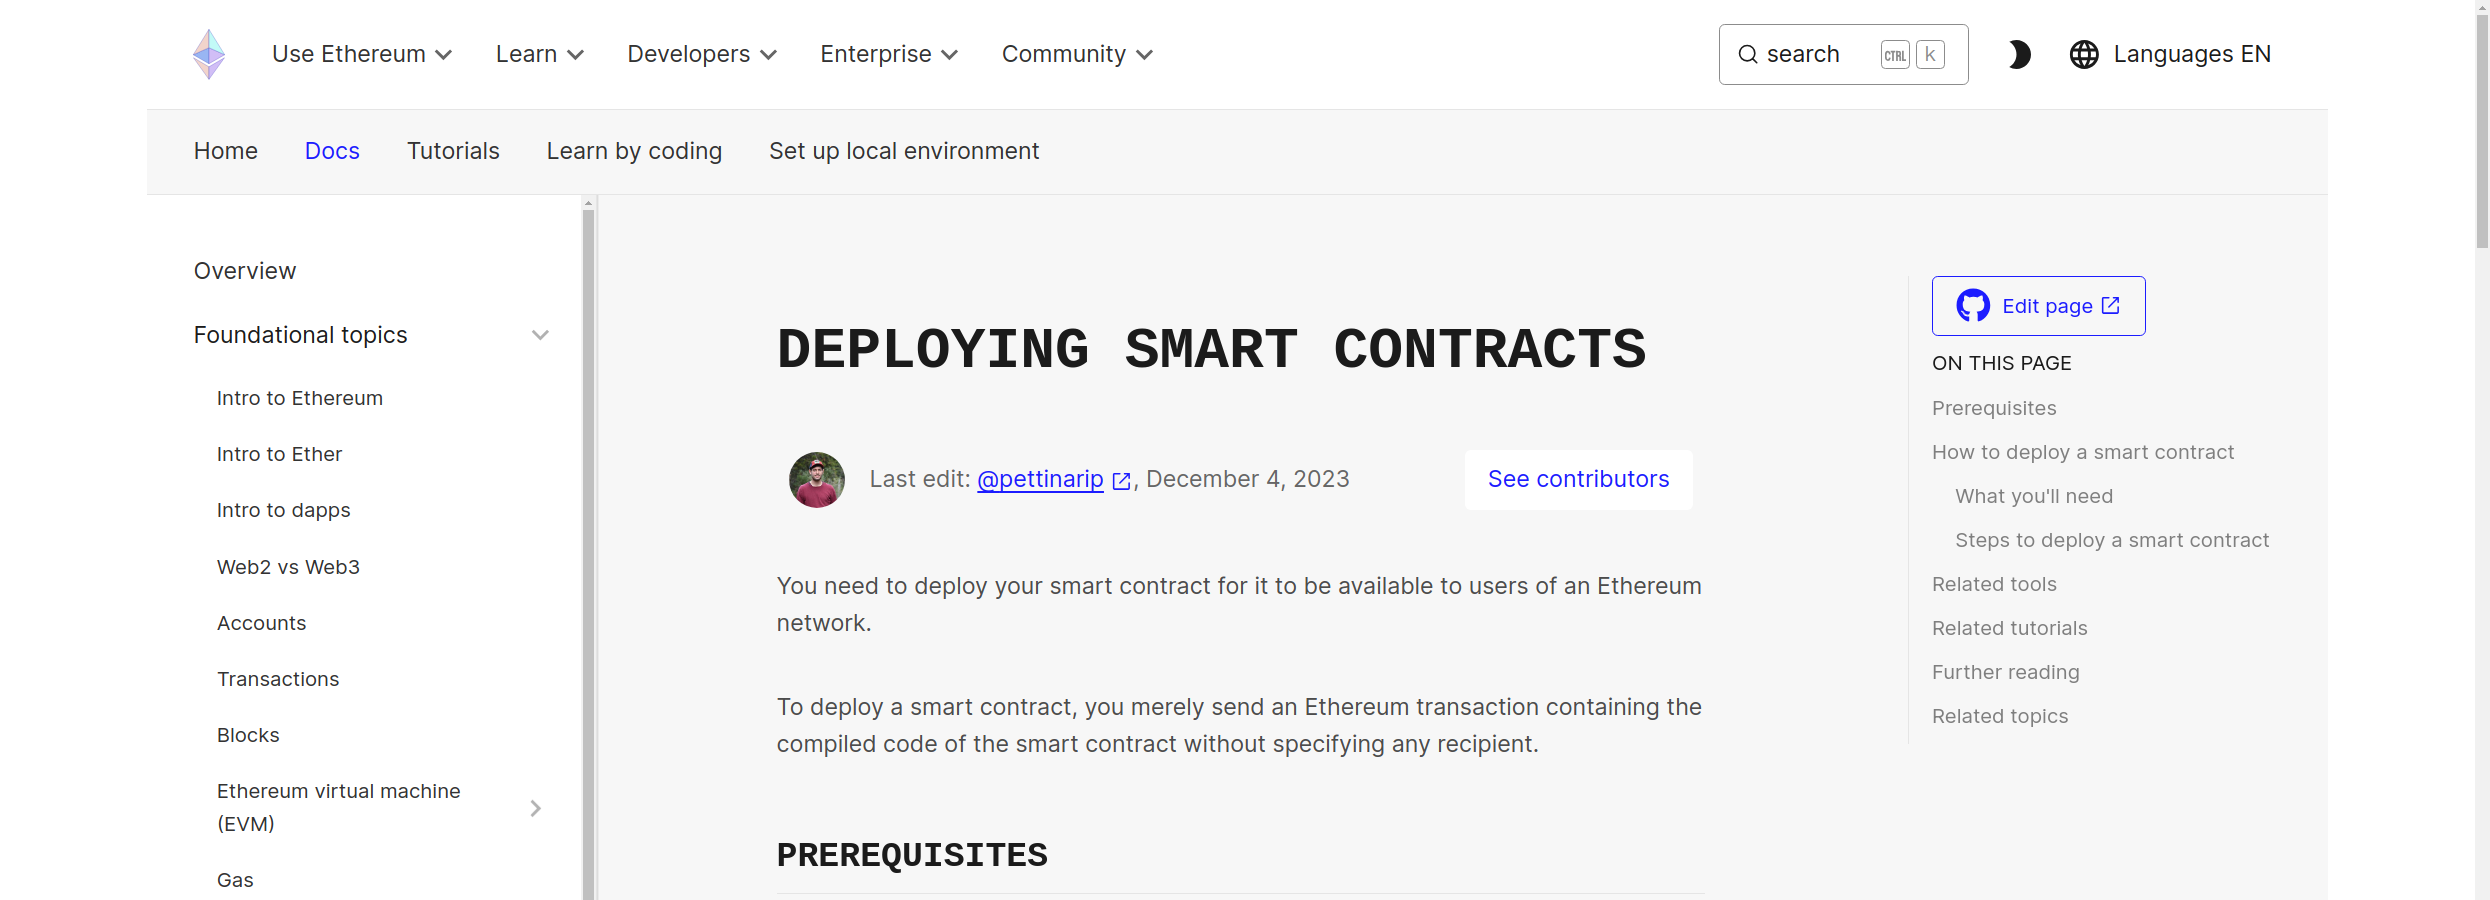 Use Ethereum Learn Developers Enterprise Community search CTRL k Languages EN
Home Docs Tutorials Learn by coding Set up local environment
Overview
Foundational topics
Intro to Ethereum
Intro to Ether
Intro to dapps
Web2 vs Web3
Accounts
Transactions
Blocks
Ethereum virtual machine
(EVM)
Gas
DEPLOYING SMART CONTRACTS
Last edit: @pettinarip, December 4, 2023
See contributors
You need to deploy your smart contract for it to be available to users of an Ethereum
network.
To deploy a smart contract, you merely send an Ethereum transaction containing the
compiled code of the smart contract without specifying any recipient.
PREREQUISITES
Edit page
ON THIS PAGE
Prerequisites
How to deploy a smart contract
What you'll need
Steps to deploy a smart contract
Related tools
Related tutorials
Further reading
Related topics